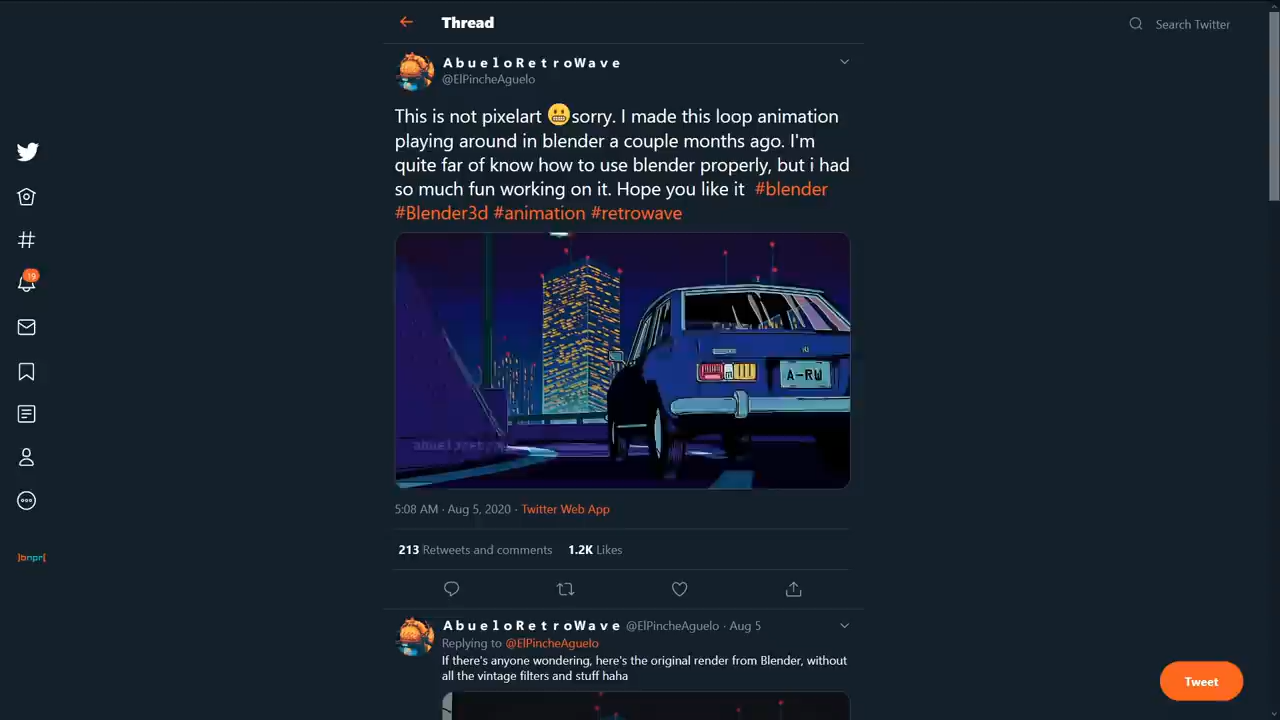 Thread
Search Twitter
A b u e l o R e t r o W a v e
@ElPincheAguelo
This is not pixelart 😬sorry. I made this loop animation
playing around in blender a couple months ago. I'm
quite far of know how to use blender properly, but i had
so much fun working on it. Hope you like it #blender
#Blender3d #animation #retrowave
19
A-RW
5:08 AM · Aug 5, 2020 · Twitter Web App
213 Retweets and comments 1.2K Likes
]bnpr[
A b u e l o R e t r o W a v e @ElPincheAguelo · Aug 5
Replying to @ElPincheAguelo
If there's anyone wondering, here's the original render from Blender, without
all the vintage filters and stuff haha
Tweet